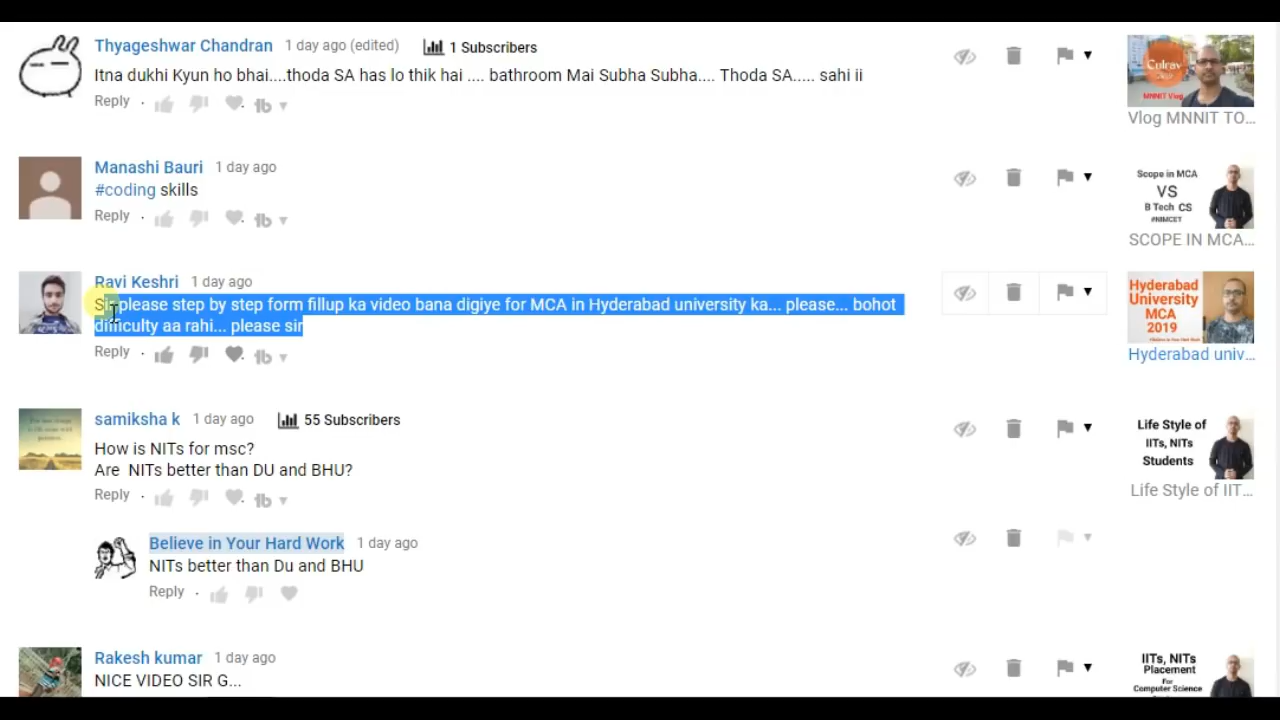 Thyageshwar Chandran 1 day ago (edited) 1 Subscribers
Itna dukhi Kyun ho bhai....thoda SA has lo thik hai .... bathroom Mai Subha Subha.... Thoda SA..... sahi ii
Reply
Culrav
MNNIT Vlog
Vlog MNNIT TO...
Manashi Bauri 1 day ago
#coding skills
Reply
Scope in MCA
VS
B Tech CS
#NIMCET
SCOPE IN MCA...
Ravi Keshri 1 day ago
Sir please step by step form fillup ka video bana digiye for MCA in Hyderabad university ka... please... bohot
difficulty aa rahi... please sir
Reply
Hyderabad
University
MCA
2019
Hyderabad univ...
samiksha k 1 day ago 55 Subscribers
How is NITs for msc?
Are NITs better than DU and BHU?
Reply
Life Style of
IITs, NITs
Students
Life Style of IIT...
Believe in Your Hard Work 1 day ago
NITs better than Du and BHU
Reply
Rakesh kumar 1 day ago
NICE VIDEO SIR G...
IITs, NITs
Placement
For
Computer Science